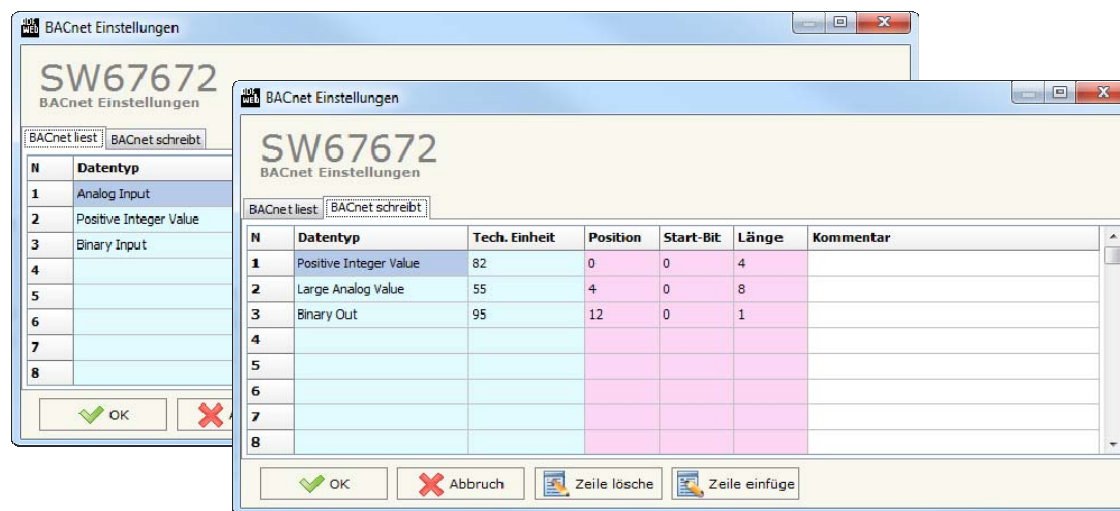 BACnet Einstellungen
SW67672
BACnet Einstellungen
BACnet liest BACnet schreibt
N Datentyp
1 Analog Input
2 Positive Integer Value
3 Binary Input
4
5
6
7
8
OK
BACnet Einstellungen
SW67672
BACnet Einstellungen
BACnet liest BACnet schreibt
N Datentyp Tech. Einheit Position Start-Bit Länge Kommentar
1 Positive Integer Value 82 0 0 4
2 Large Analog Value 55 4 0 8
3 Binary Out 95 12 0 1
4
5
6
7
8
OK Abbruch Zeile lösche Zeile einfüge